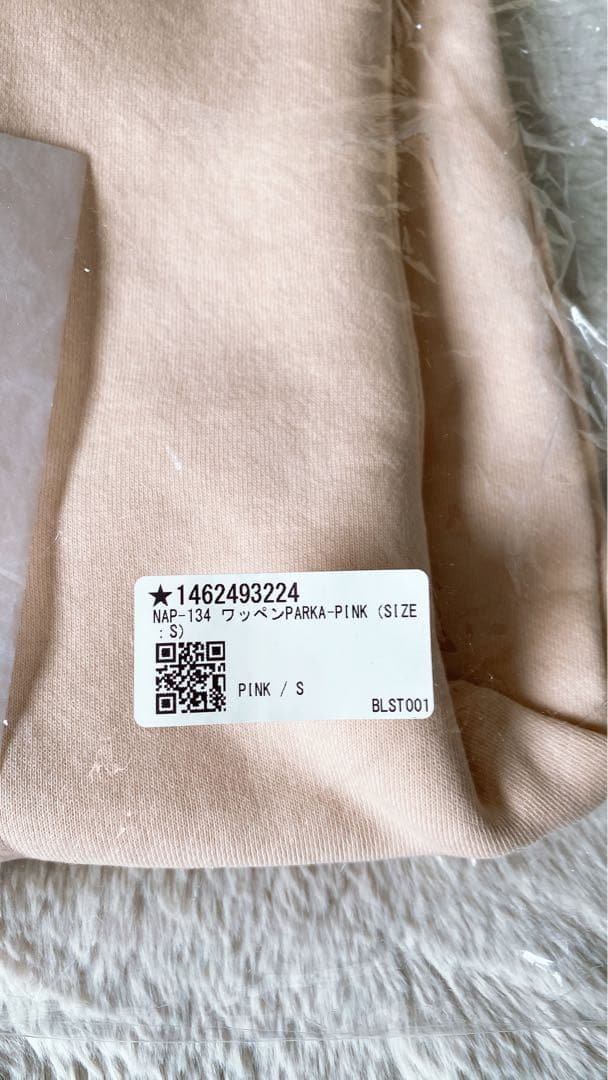 ★1462493224
NAP-134 ワッペンPARKA-PINK (SIZE
: S)
PINK / S
BLST001